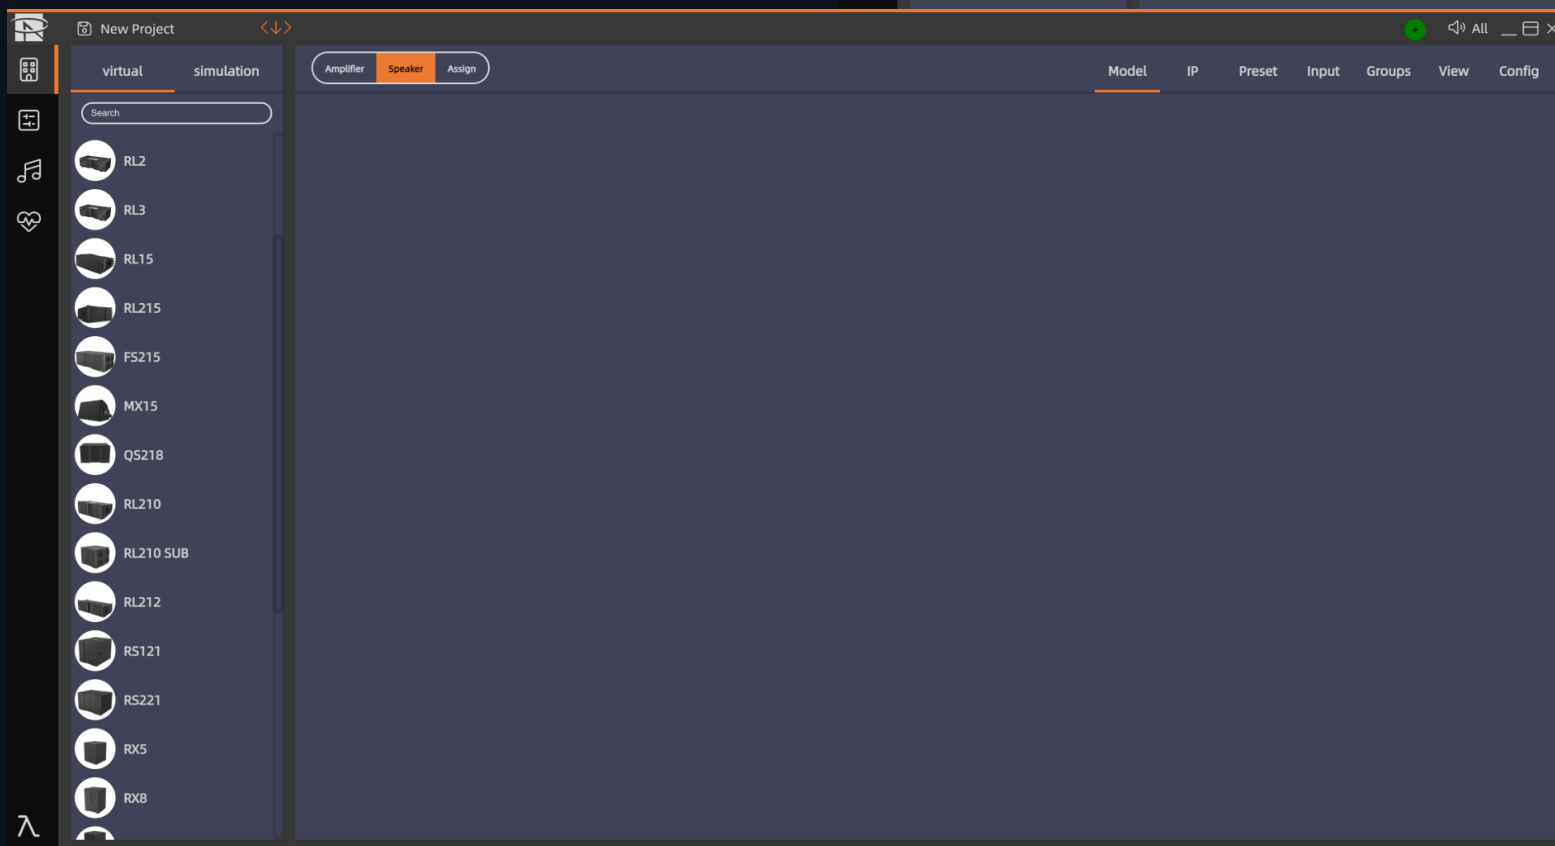 New Project
All
virtual simulation
Amplifier Speaker Assign
Model IP Preset Input Groups View Config
Search
RL2
RL3
RL15
RL215
FS215
MX15
QS218
RL210
RL210 SUB
RL212
RS121
RS221
RX5
RX8